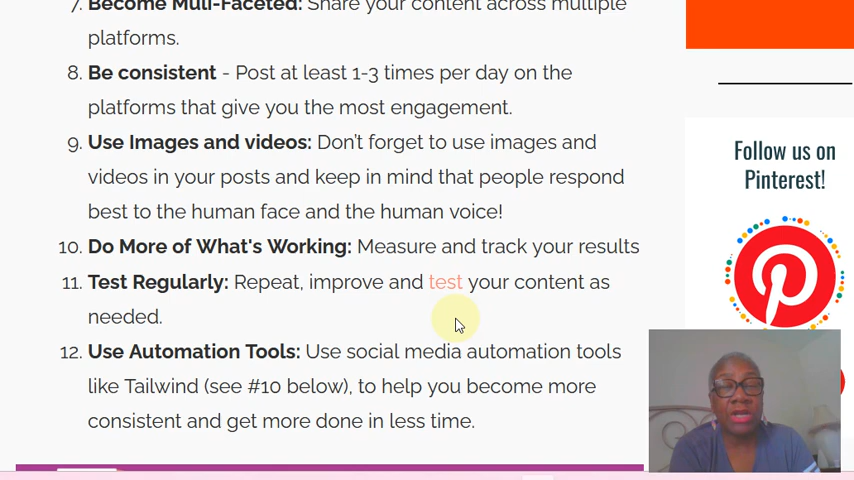 7. Become Muli-Faceted: Share your content across multiple
platforms.
8. Be consistent - Post at least 1-3 times per day on the
platforms that give you the most engagement.
9. Use Images and videos: Don't forget to use images and
videos in your posts and keep in mind that people respond
best to the human face and the human voice!
10. Do More of What's Working: Measure and track your results
11. Test Regularly: Repeat, improve and test your content as
needed.
12. Use Automation Tools: Use social media automation tools
like Tailwind (see #10 below), to help you become more
consistent and get more done in less time.
Follow us on
Pinterest!